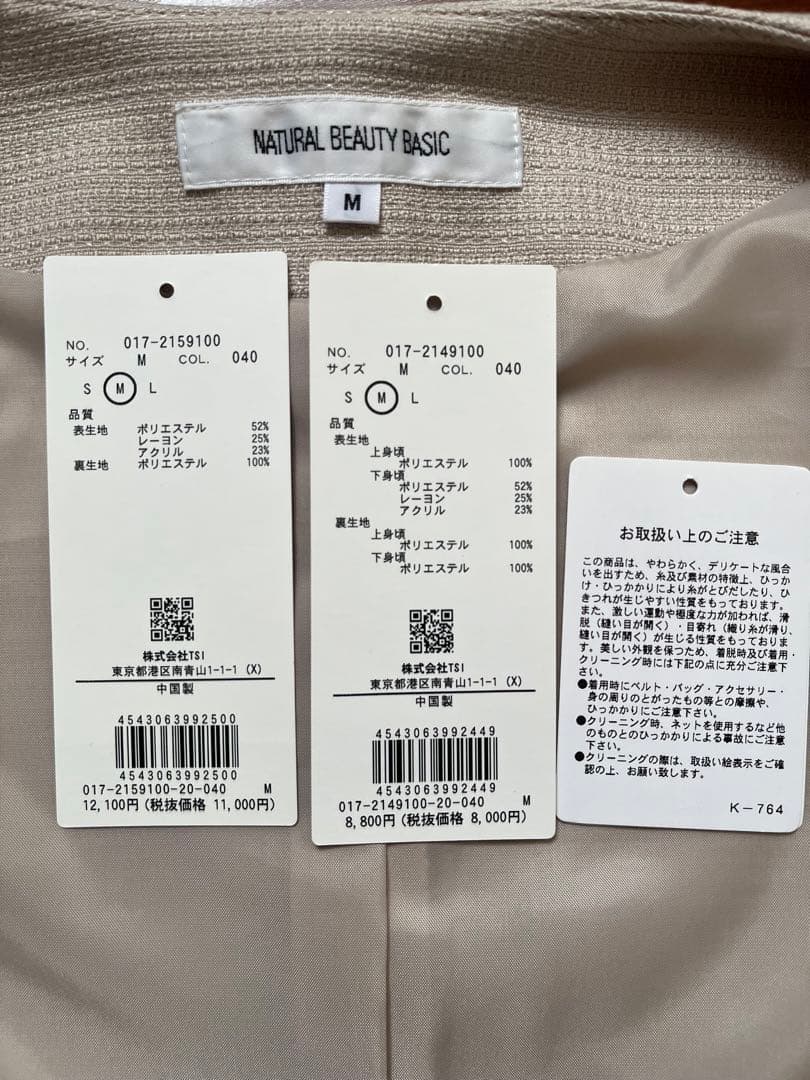 NATURAL BEAUTY BASIC
M
NO. 017-2159100
サイズ M COL. 040
S M L
品質
表生地 ポリエステル 52%
レーヨン 25%
アクリル 23%
裏生地 ポリエステル 100%
株式会社TSI
東京都港区南青山1-1-1 (X)
中国製
4543063992500
4543063992500
017-2159100-20-040 M
12,100円(税抜価格 11,000円)
NO. 017-2149100
サイズ M COL. 040
S M L
品質
表生地
上身頃
ポリエステル 100%
下身頃
ポリエステル 52%
レーヨン 25%
アクリル 23%
裏生地
上身頃
ポリエステル 100%
下身頃
ポリエステル 100%
株式会社TSI
東京都港区南青山1-1-1 (X)
中国製
4543063992449
4543063992449
017-2149100-20-040 M
8,800円(税抜価格 8,000円)
お取扱い上のご注意
この商品は、やわらかく、デリケートな風合
いを出すため、糸及び素材の特徴上、ひっか
け・ひっかかりにより糸がとびだしたり、ひ
きつれが生じやすい性質をもっております。
また、激しい運動や極度な力が加われば、滑
脱(縫い目が開く)・目寄れ(織り糸が滑り、
縫い目が開く)が生じる性質をもっておりま
す。美しい外観を保つため、着脱時及び着用・
クリーニング時には下記の点に充分ご注意下
さい。
●着用時にベルト・バッグ・アクセサリー・
身の周りのとがったもの等との摩擦や、
ひっかかりにご注意下さい。
●クリーニング時、ネットを使用するなど他
のものとのひっかかりによる事故にご注意
下さい。
●クリーニングの際は、取扱い絵表示をご確
認の上、お願い致します。
K-764